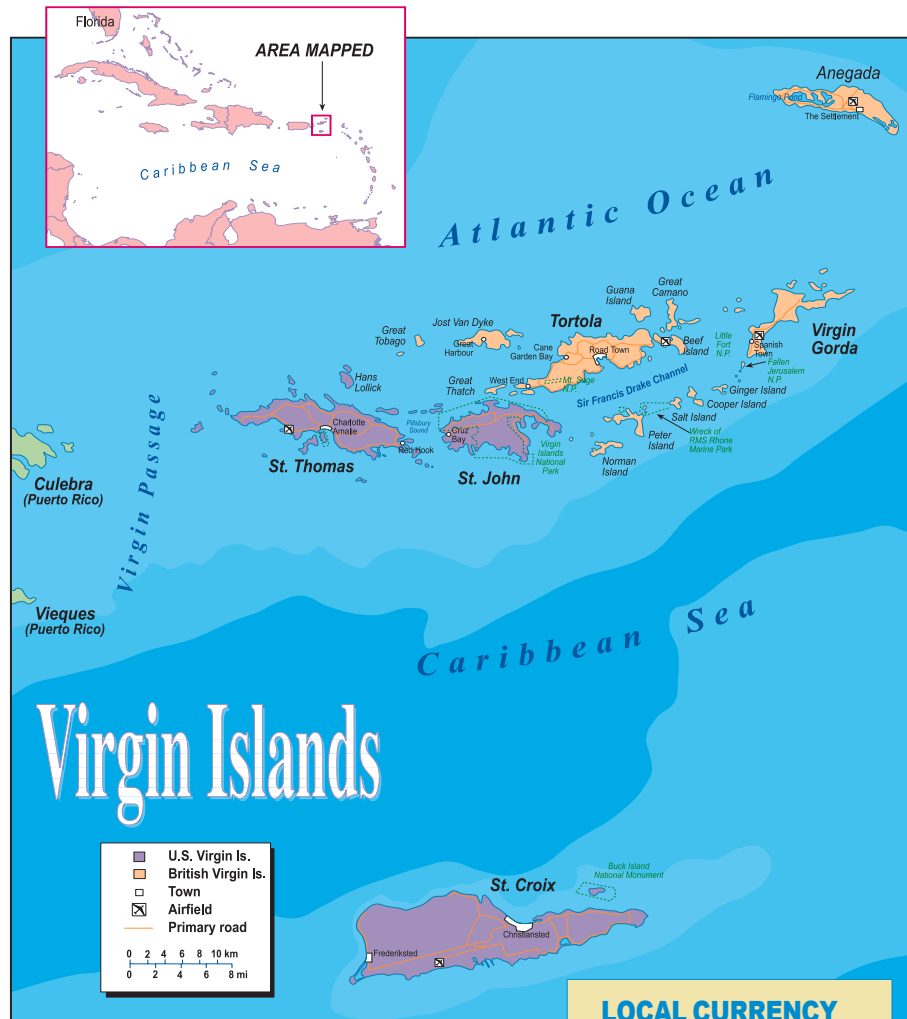 Florida
AREA MAPPED
Caribbean Sea
Anegada
Flamingo Pond
The Settlement
Atlantic Ocean
Great
Camano
Guana
Island
Jost Van Dyke
Tortola
Great
Tobago
Great
Harbour
Cane
Garden Bay
Road Town
Beef
Island
Little
Fort
N.P.
Spanish
Town
Virgin
Gorda
Fallen
Jerusalem
N.P.
Hans
Lollick
Great
Thatch
West End
Mt. Sage
N.P.
Sir Francis Drake Channel
Ginger Island
Cooper Island
Salt Island
Wreck of
RMS Rhone
Marine Park
Peter
Island
Norman
Island
Charlotte
Amalie
Pillsbury
Sound
Cruz
Bay
Red Hook
Virgin
Islands
National
Park
St. Thomas
St. John
Virgin Passage
Culebra
(Puerto Rico)
Vieques
(Puerto Rico)
Caribbean Sea
Virgin Islands
U.S. Virgin Is.
British Virgin Is.
Town
Airfield
Primary road
0 2 4 6 8 10 km
0 2 4 6 8 mi
St. Croix
Buck Island
National Monument
Christiansted
Frederiksted
LOCAL CURRENCY